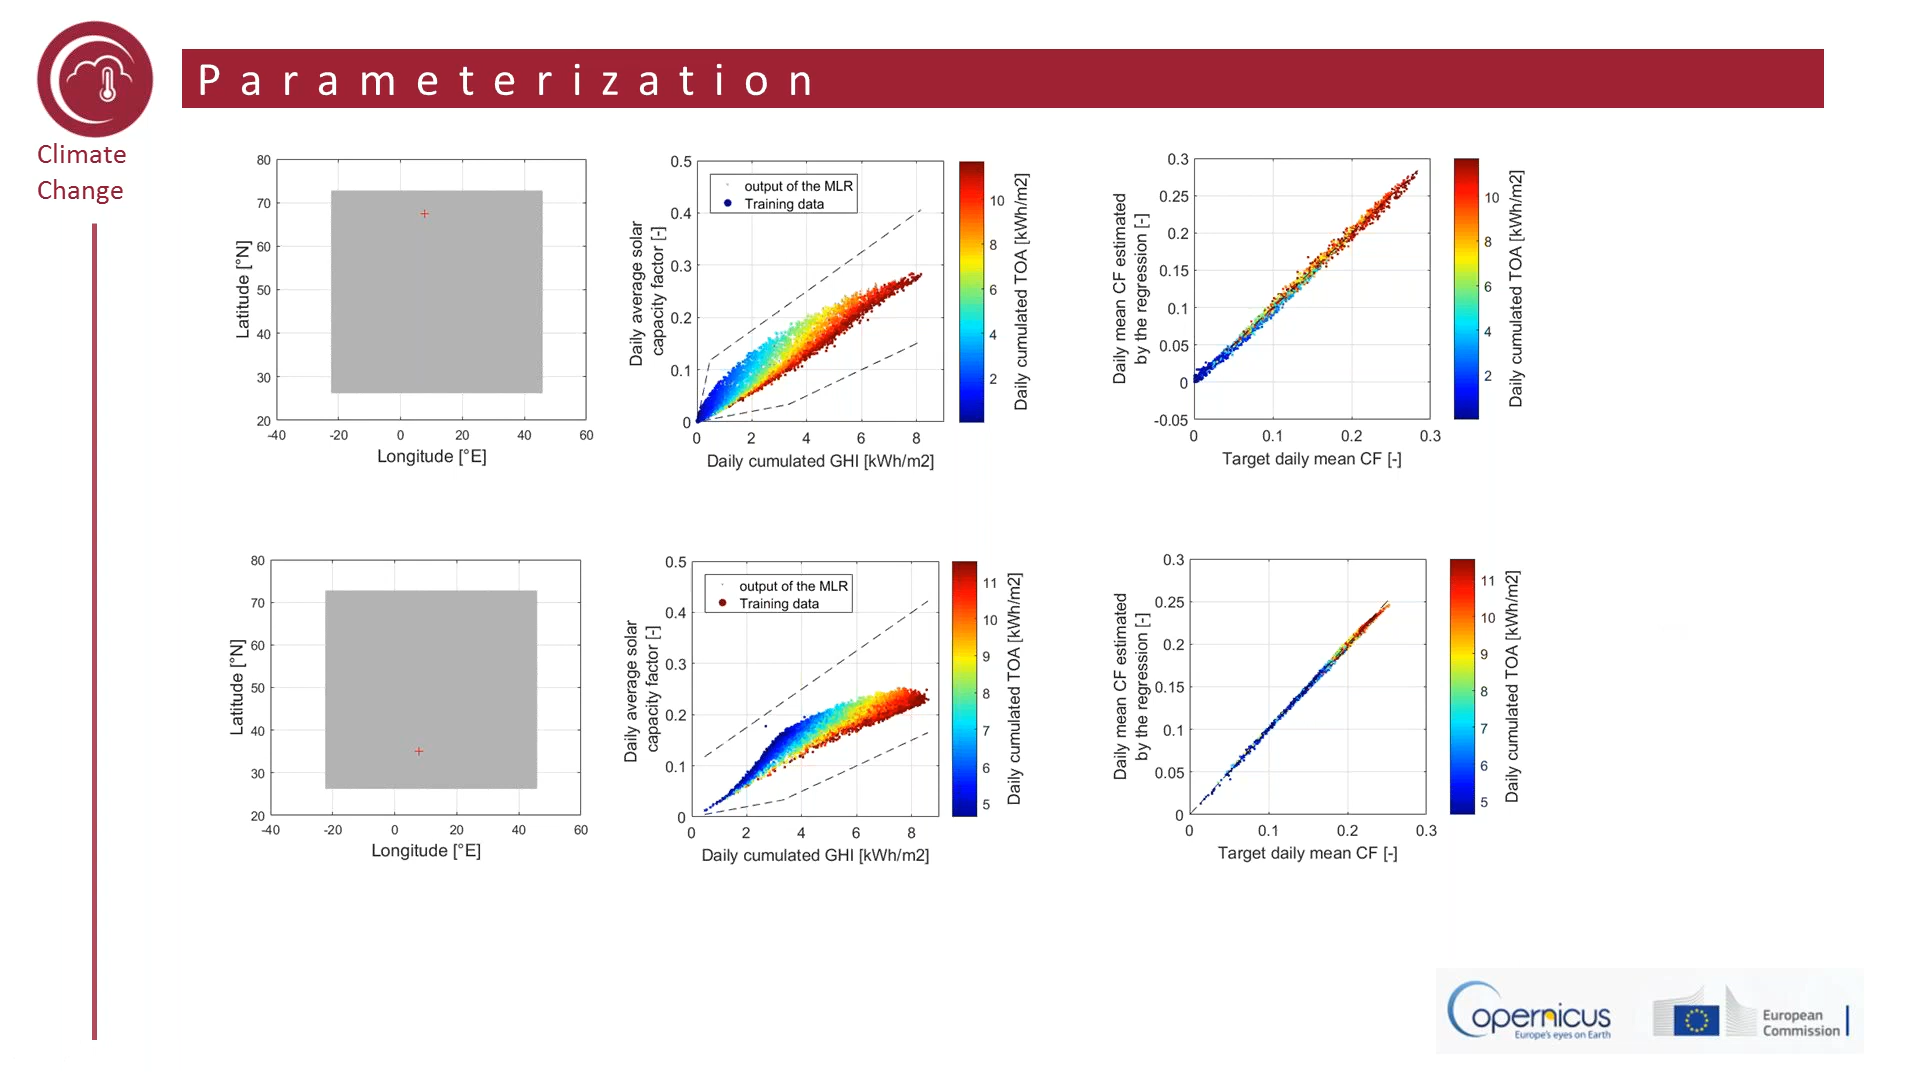 Parameterization
Climate
Change
80
70
60
50
40
30
20
-40 -20 0 20 40 60
Latitude [°N]
Longitude [°E]
0.5
0.4
0.3
0.2
0.1
0
0 2 4 6 8
output of the MLR
Training data
Daily average solar
capacity factor [-]
Daily cumulated GHI [kWh/m2]
10
8
6
4
2
Daily cumulated TOA [kWh/m2]
0.3
0.25
0.2
0.15
0.1
0.05
0
-0.05
0 0.1 0.2 0.3
Daily mean CF estimated
by the regression [-]
Target daily mean CF [-]
10
8
6
4
2
Daily cumulated TOA [kWh/m2]
80
70
60
50
40
30
20
-40 -20 0 20 40 60
Latitude [°N]
Longitude [°E]
0.5
0.4
0.3
0.2
0.1
0
0 2 4 6 8
output of the MLR
Training data
Daily average solar
capacity factor [-]
Daily cumulated GHI [kWh/m2]
11
10
9
8
7
6
5
Daily cumulated TOA [kWh/m2]
0.3
0.25
0.2
0.15
0.1
0.05
0
0 0.1 0.2 0.3
Daily mean CF estimated
by the regression [-]
Target daily mean CF [-]
11
10
9
8
7
6
5
Daily cumulated TOA [kWh/m2]
Copernicus
Europe's eyes on Earth
European
Commission